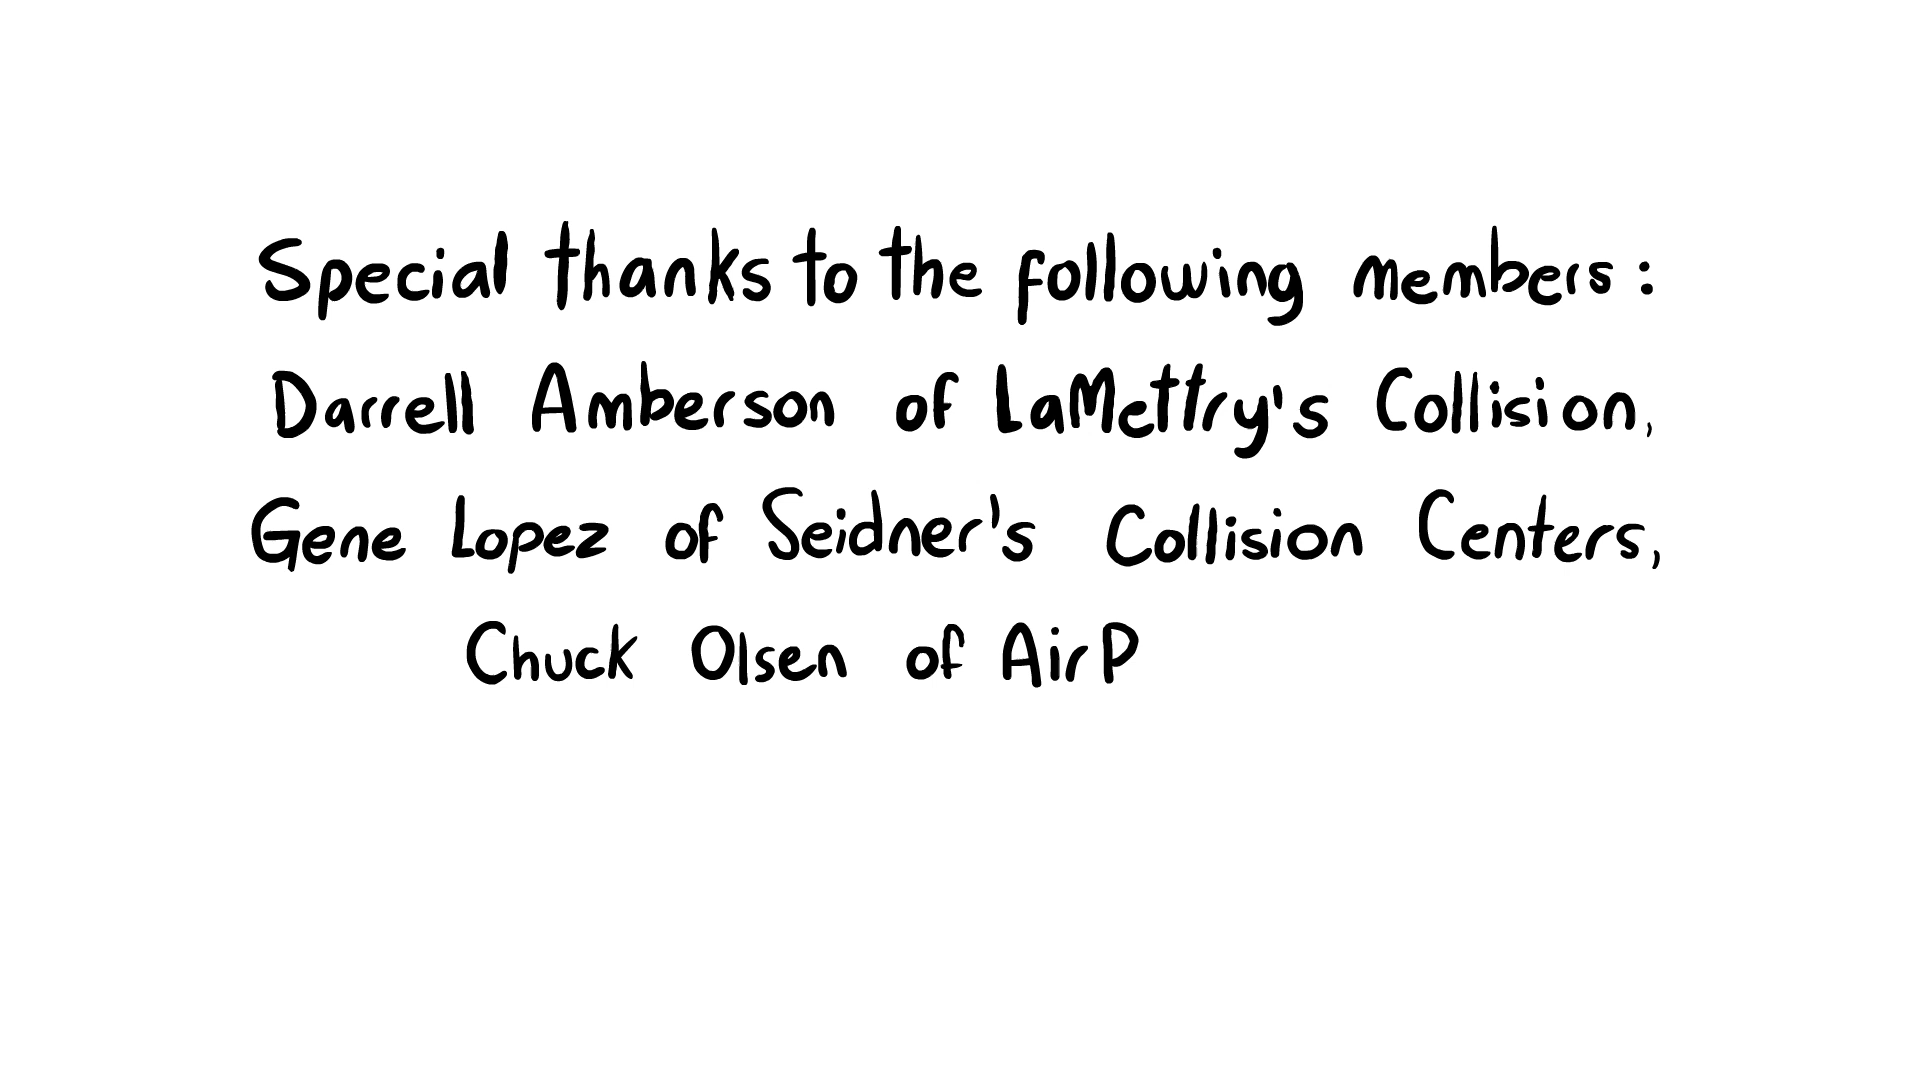 Special thanks to the following members:
Darrell Amberson of LaMettry's Collision,
Gene Lopez of Seidner's Collision Centers,
Chuck Olsen of AirP